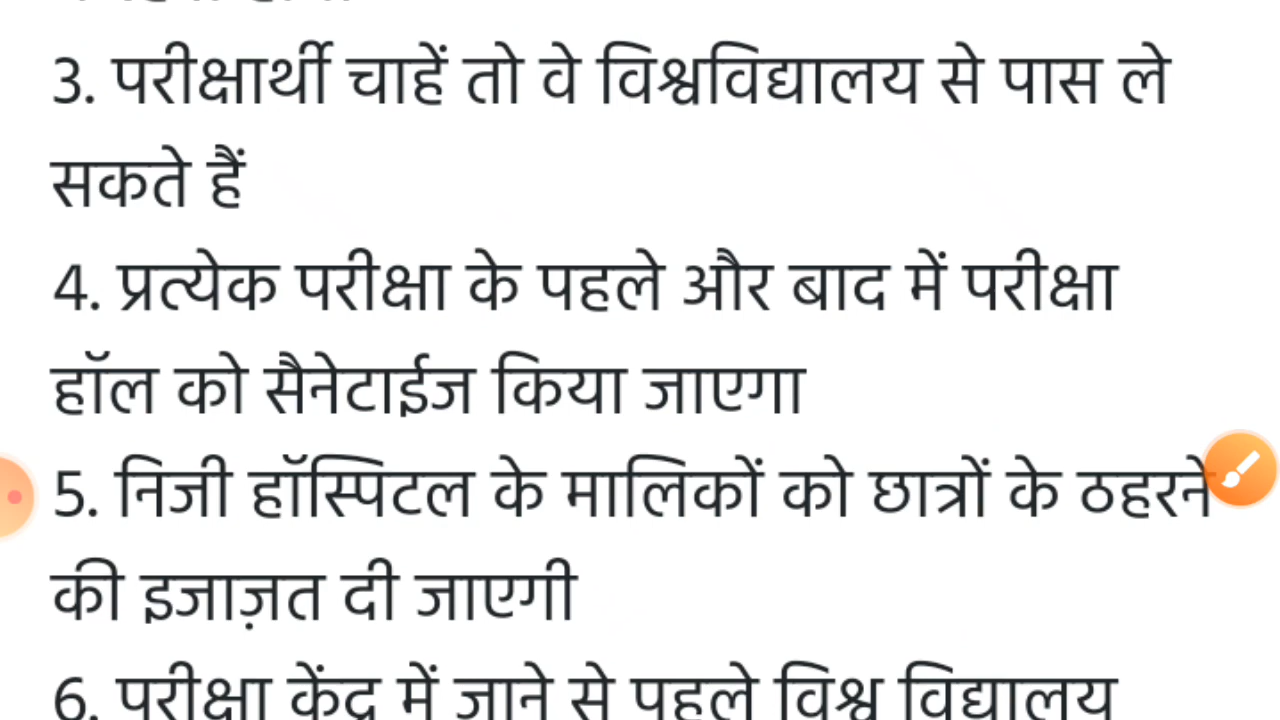 3. परीक्षार्थी चाहें तो वे विश्वविद्यालय से पास ले
सकते हैं
4. प्रत्येक परीक्षा के पहले और बाद में परीक्षा
हॉल को सैनेटाईज किया जाएगा
5. निजी हॉस्पिटल के मालिकों को छात्रों के ठहरने
की इजाज़त दी जाएगी
6. परीक्षा केंद्र में जाने से पहले विश्व विद्यालय